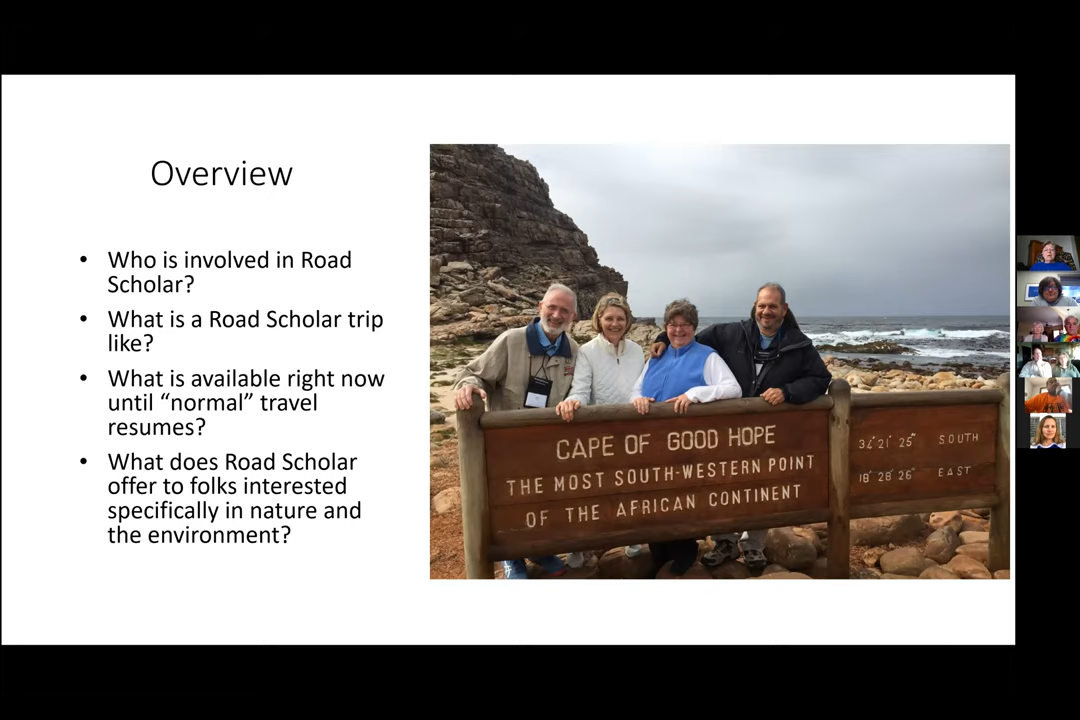 Overview
• Who is involved in Road
Scholar?
• What is a Road Scholar trip
like?
• What is available right now
until “normal” travel
resumes?
• What does Road Scholar
offer to folks interested
specifically in nature and
the environment?
CAPE OF GOOD HOPE
THE MOST SOUTH-WESTERN POINT
OF THE AFRICAN CONTINENT
34° 21' 25" SOUTH
18° 28' 26" EAST